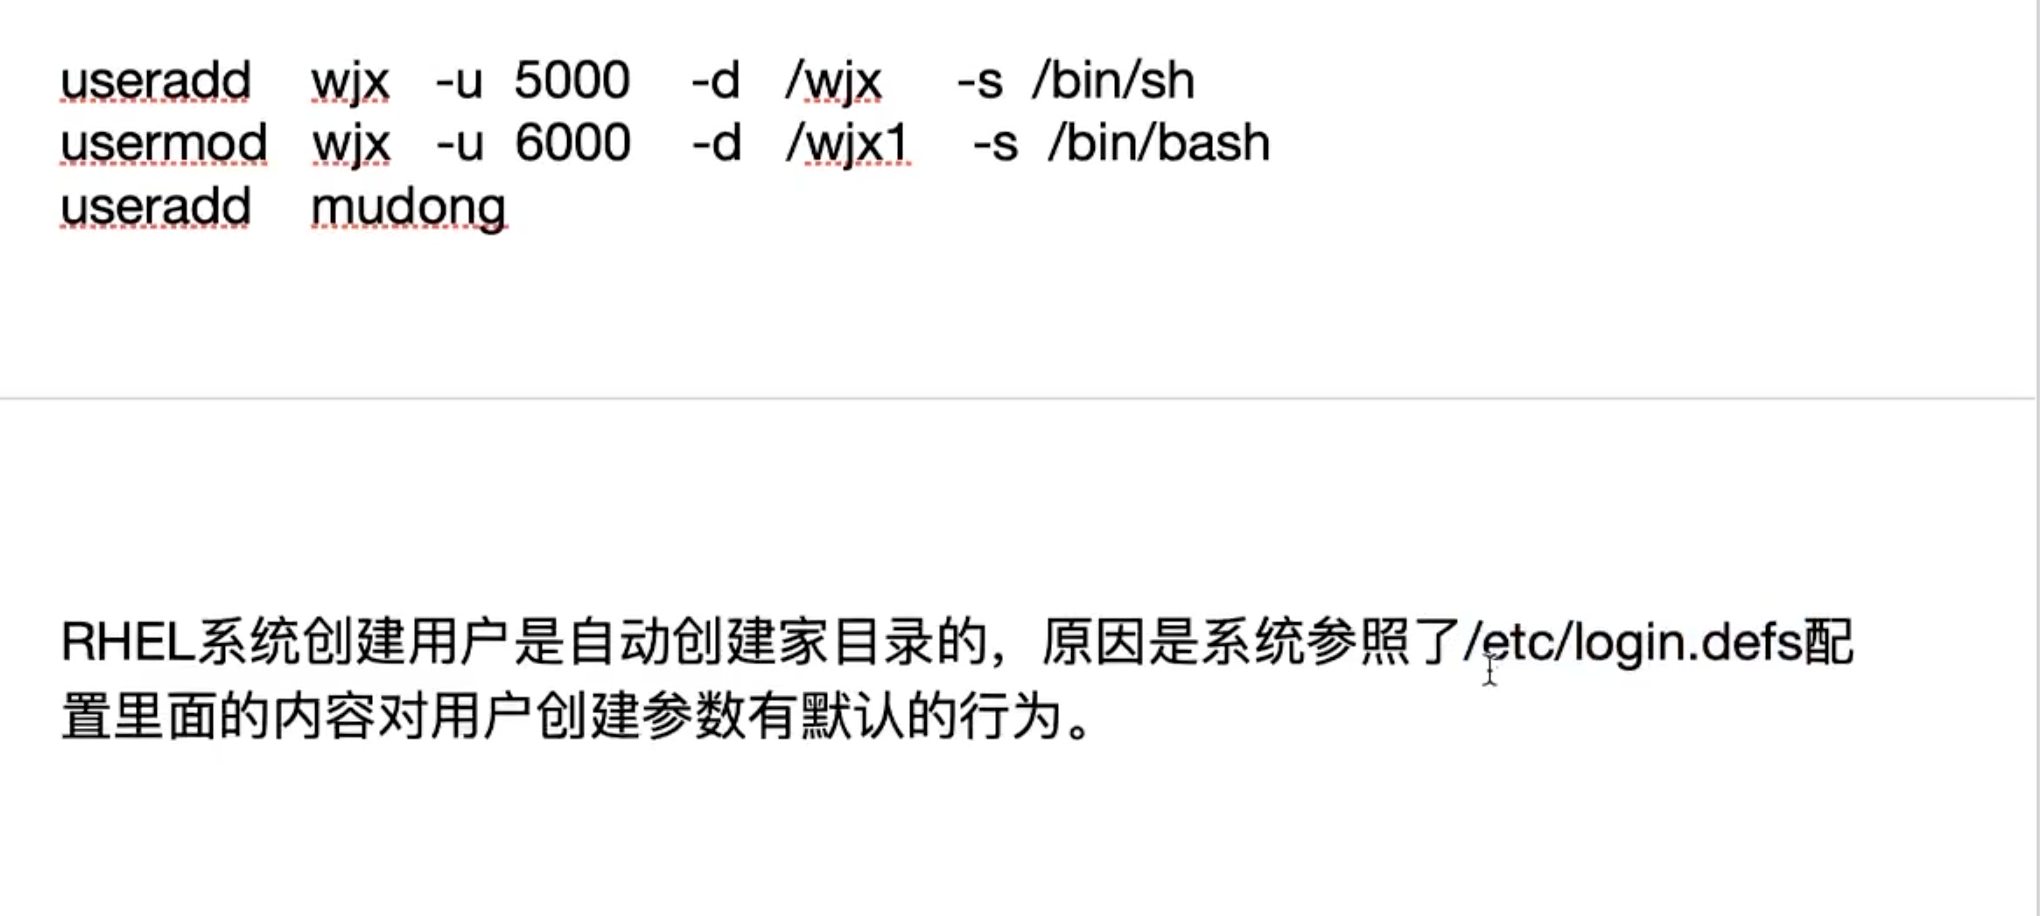 useradd wjx -u 5000 -d /wjx -s /bin/sh
usermod wjx -u 6000 -d /wjx1 -s /bin/bash
useradd mudong
RHEL系统创建用户是自动创建家目录的，原因是系统参照了/etc/login.defs配
置里面的内容对用户创建参数有默认的行为。